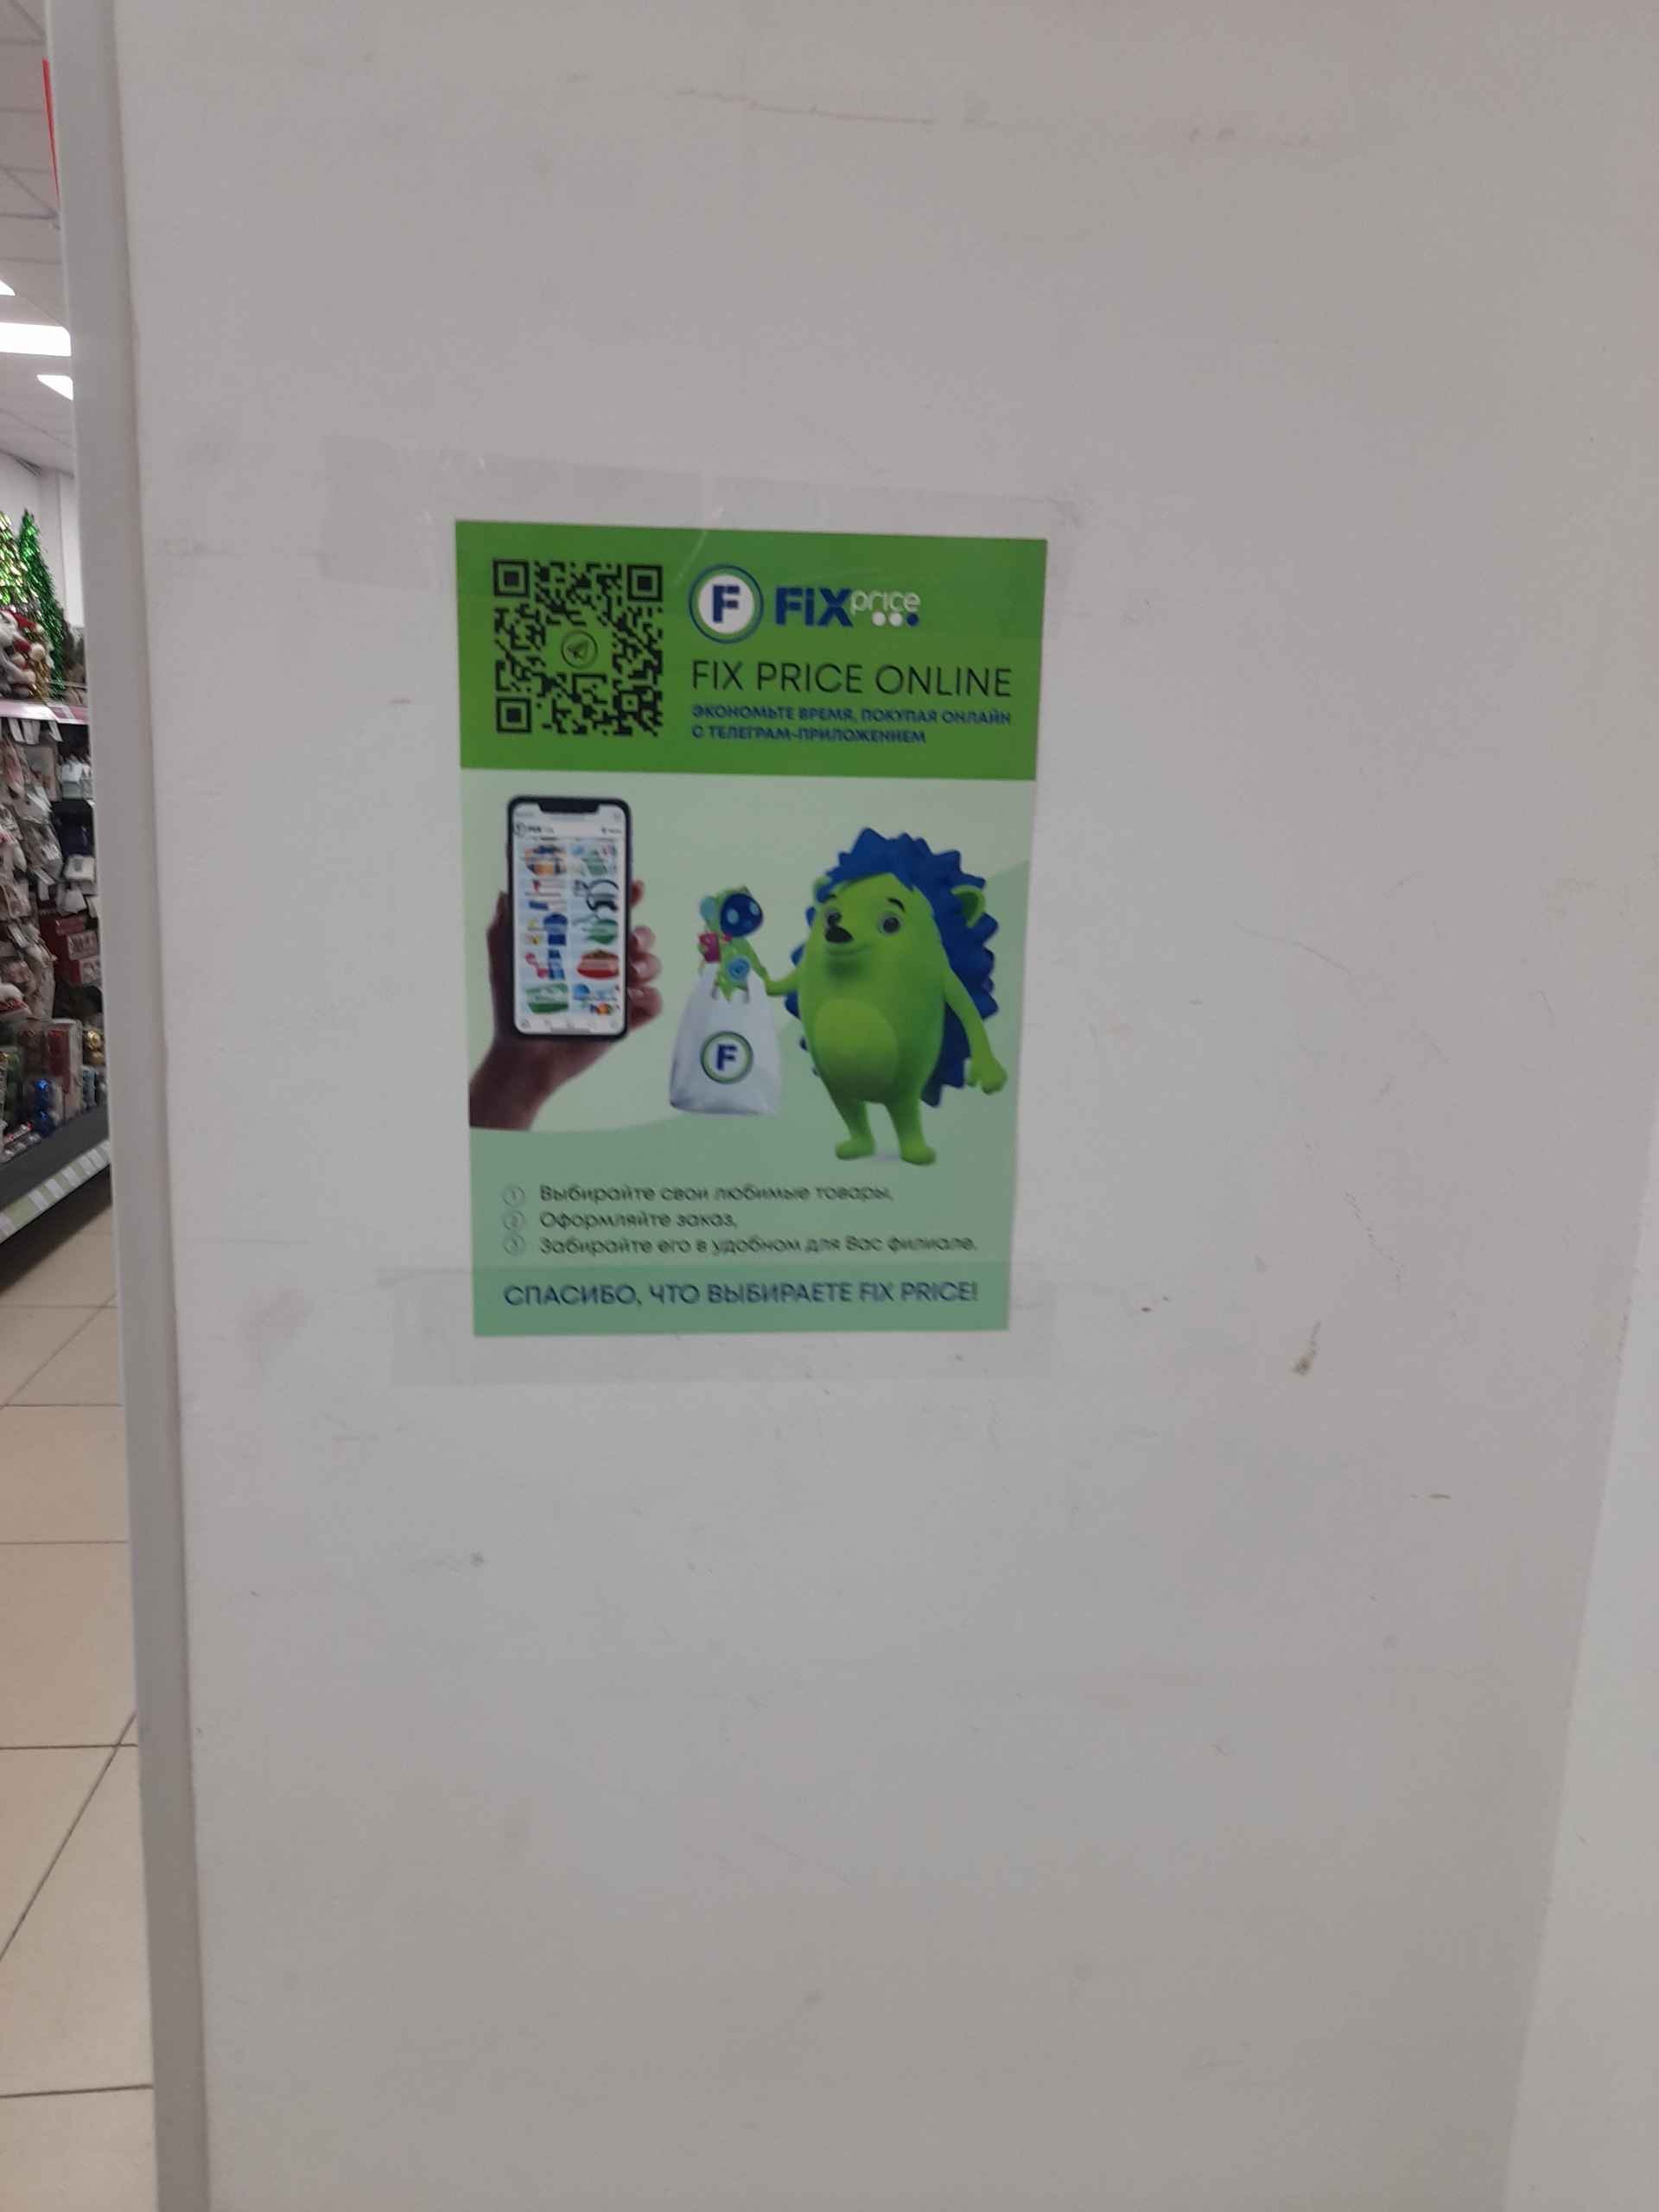 F FiX price
FIX PRICE ONLINE
ЭКОНОМЬТЕ ВРЕМЯ, ПОКУПАЯ ОНЛАЙН
С ТЕЛЕГРАМ-ПРИЛОЖЕНИЕМ
F
1 Выбирайте свои любимые товары,
2 Оформляйте заказ,
3 Забирайте его в удобном для Вас филиале.
СПАСИБО, ЧТО ВЫБИРАЕТЕ FIX PRICE!